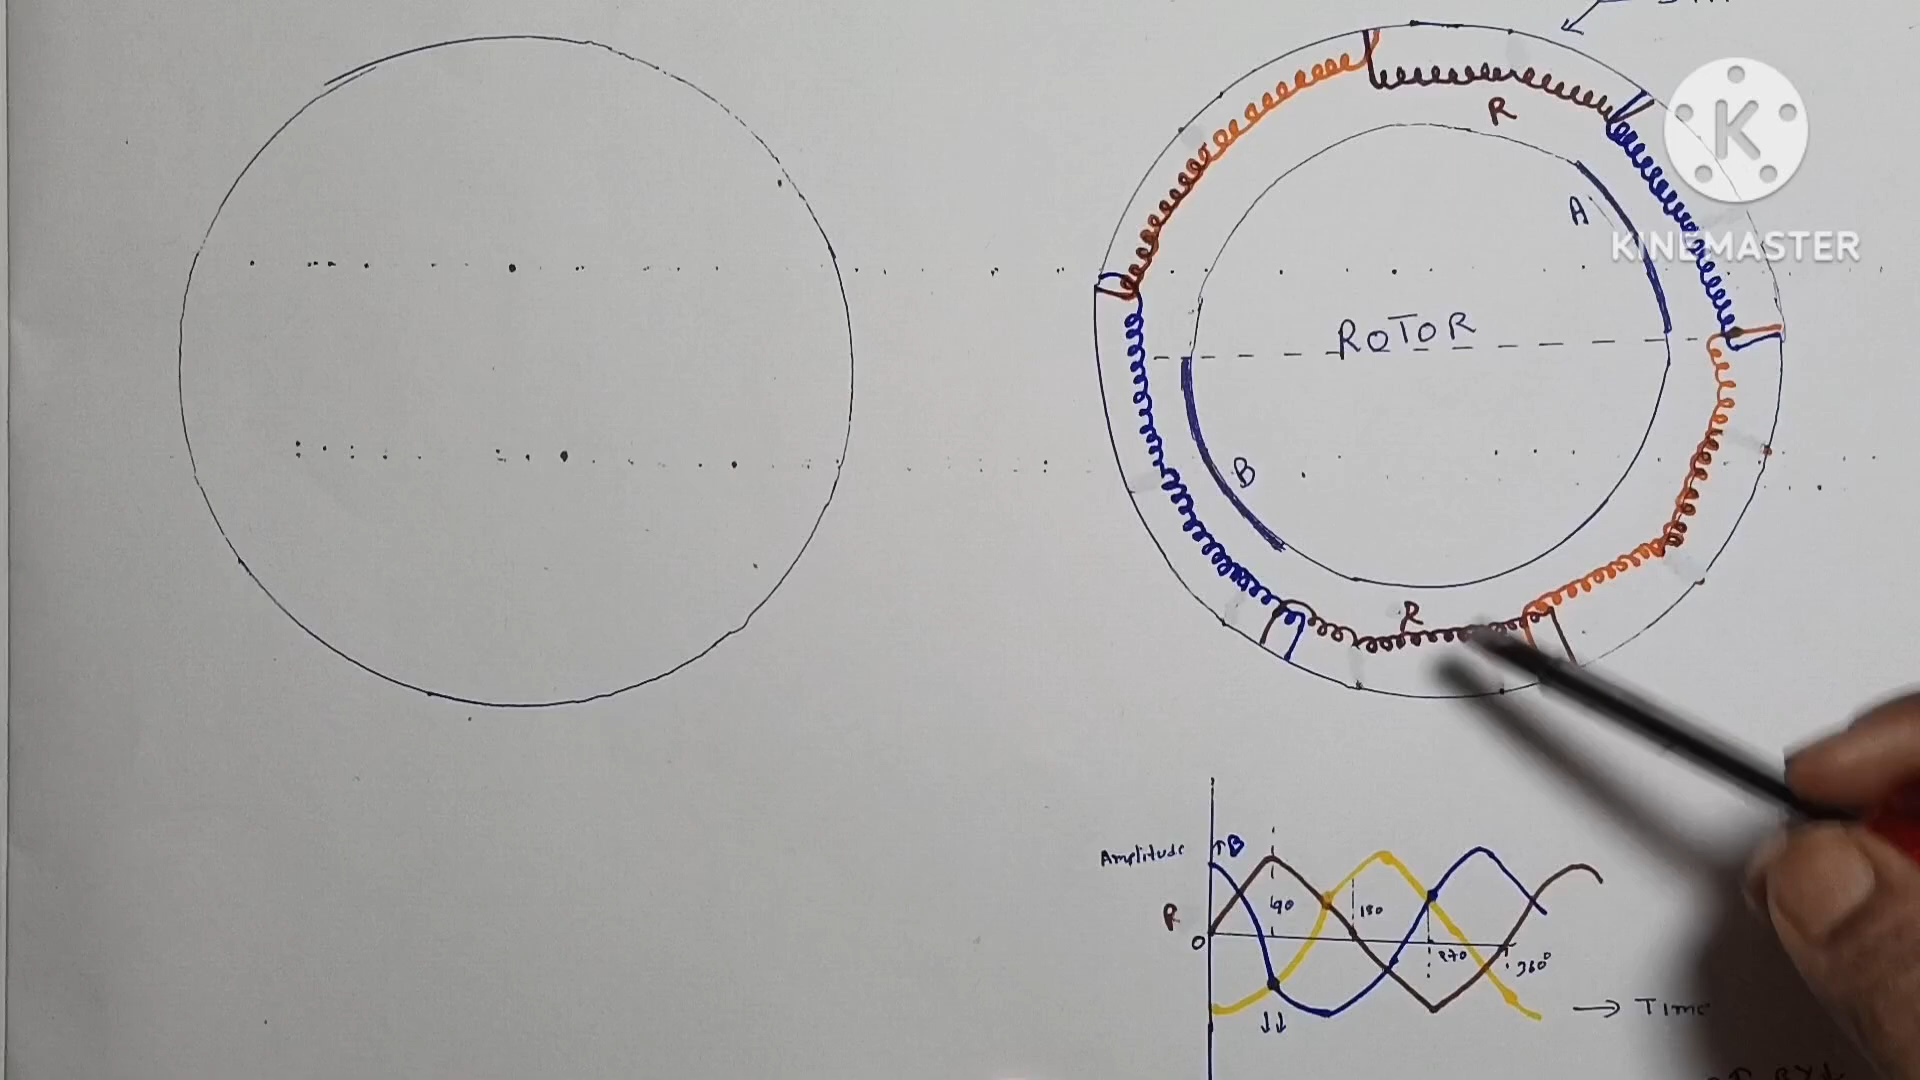 R
K
A
KINEMASTER
ROTOR
B
R
Amplitude
↑B
R
90
180
0
270
360°
→ TIME